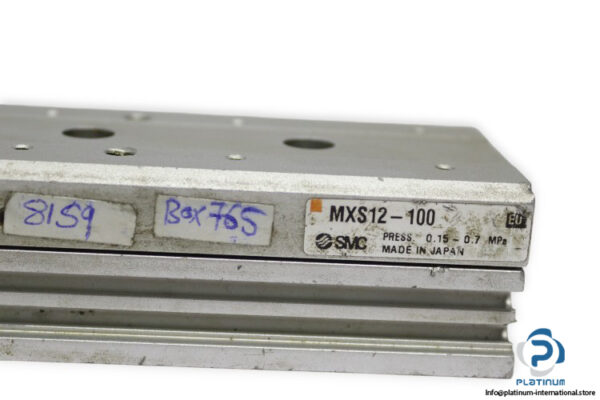 8159
Box 765
MXS12-100
SMC
PRESS. 0.15 - 0.7 MPa
MADE IN JAPAN
PLATINUM
Info@platinum-international.store